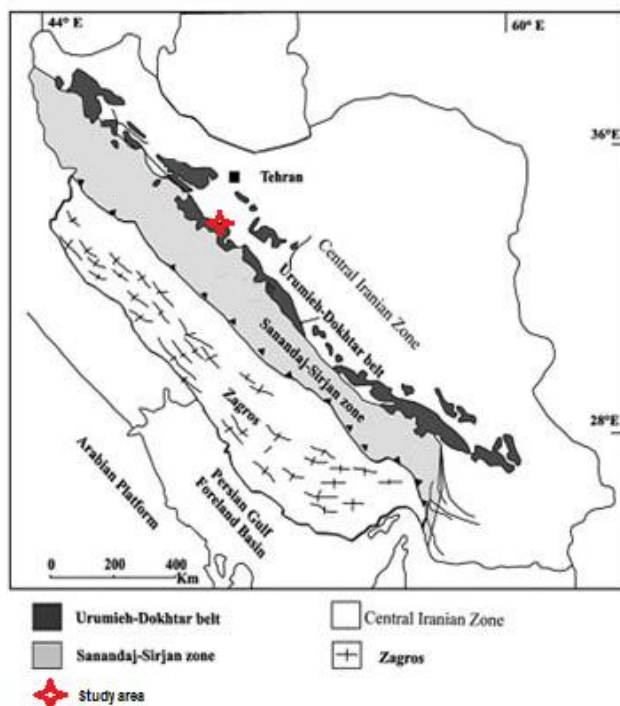 44° E
60° E
36°
Tehran
Central Iranian Zone
Urumieh-Dokhtar belt
Sanandaj-Sirjan zone
28°E
Zagros
Arabian Platform
Persian Gulf
Foreland Basin
0 200 400
Km
Urumieh-Dokhtar belt
Central Iranian Zone
Sanandaj-Sirjan zone
Zagros
Study area